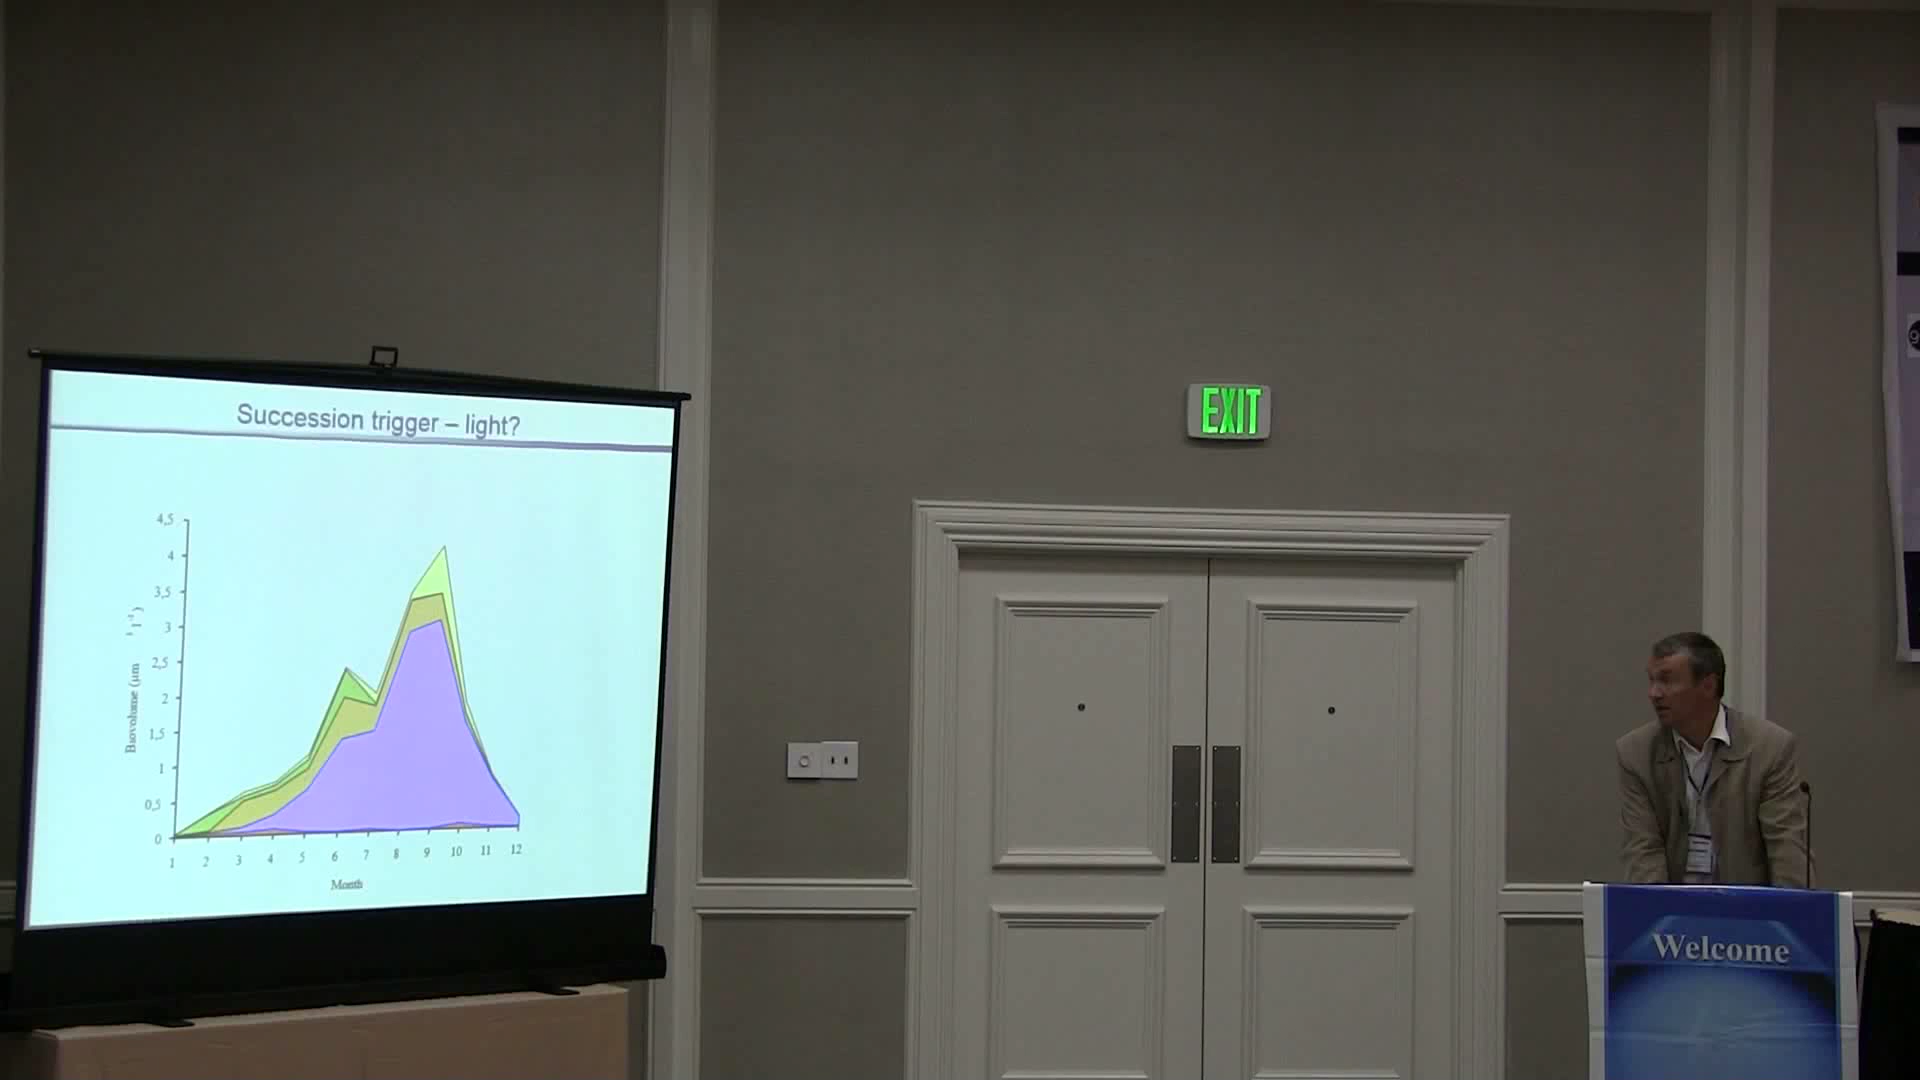 Succession trigger – light?
4,5
4
3,5
3
2,5
2
1,5
1
0,5
0
1 2 3 4 5 6 7 8 9 10 11 12
Month
Biovolume (µm
EXIT
Welcome